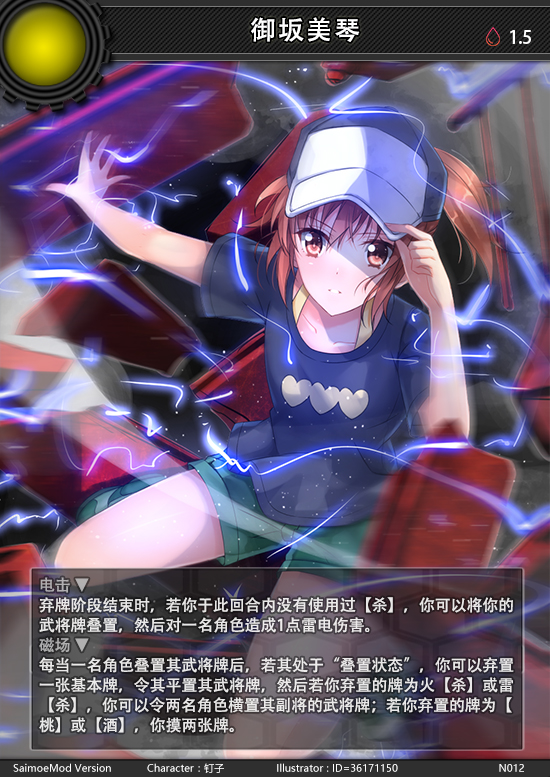 御坂美琴
1.5
电击▼
弃牌阶段结束时，若你于此回合内没有使用过【杀】，你可以将你的
武将牌叠置，然后对一名角色造成1点雷电伤害。
磁场▼
每当一名角色叠置其武将牌后，若其处于“叠置状态”，你可以弃置
一张基本牌，令其平置其武将牌，然后若你弃置的牌为火【杀】或雷
【杀】，你可以令两名角色横置其副将的武将牌；若你弃置的牌为【
桃】或【酒】，你摸两张牌。
SaimoeMod Version Character : 钉子 Illustrator : ID=36171150 N012